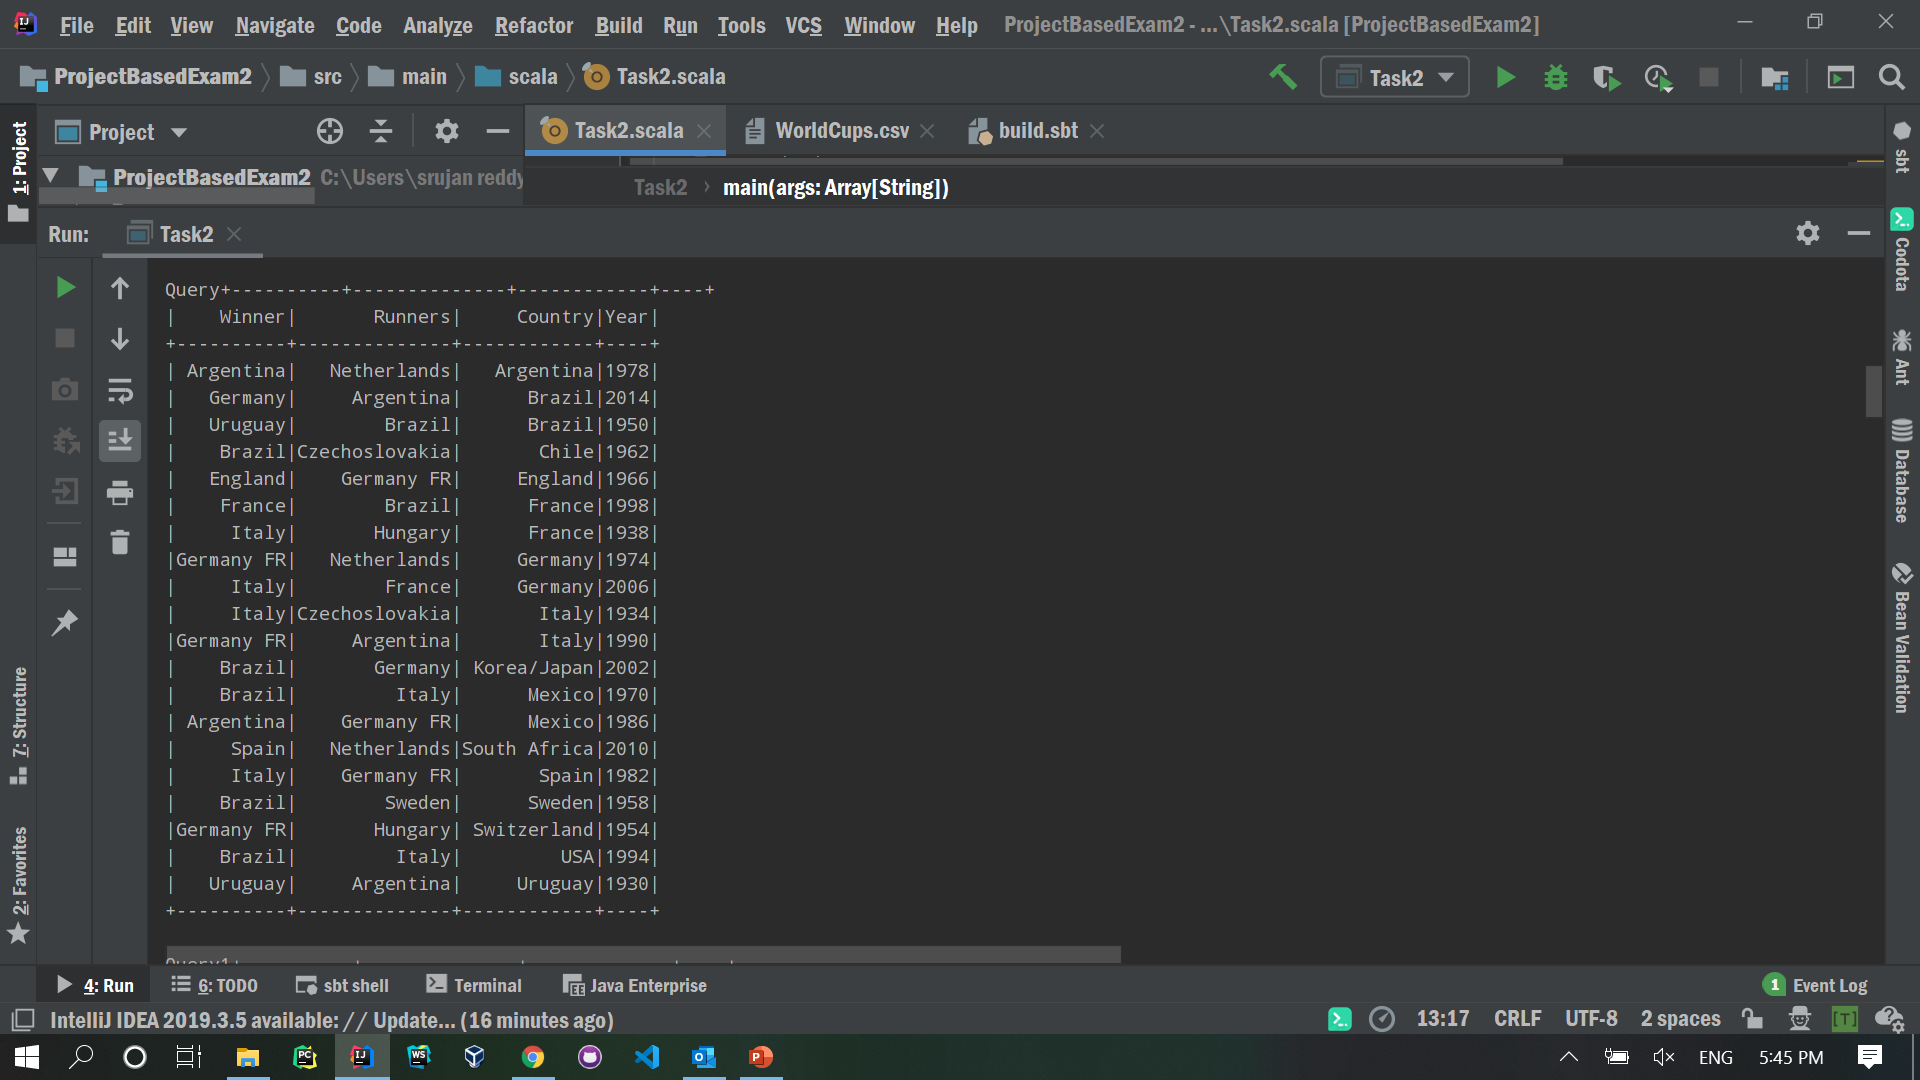 File Edit View Navigate Code Analyze Refactor Build Run Tools VCS Window Help ProjectBasedExam2 - ...\Task2.scala [ProjectBasedExam2]
ProjectBasedExam2 src main scala Task2.scala Task2
1: Project
Project Task2.scala WorldCups.csv build.sbt
ProjectBasedExam2 C:\Users\srujan reddy
Task2 › main(args: Array[String])
Run: Task2
Query+----------+--------------+------------+----+
|    Winner|       Runners|     Country|Year|
+----------+--------------+------------+----+
| Argentina|   Netherlands|   Argentina|1978|
|   Germany|     Argentina|      Brazil|2014|
|   Uruguay|        Brazil|      Brazil|1950|
|    Brazil|Czechoslovakia|       Chile|1962|
|   England|    Germany FR|     England|1966|
|    France|        Brazil|      France|1998|
|     Italy|       Hungary|      France|1938|
|Germany FR|   Netherlands|     Germany|1974|
|     Italy|        France|     Germany|2006|
|     Italy|Czechoslovakia|       Italy|1934|
|Germany FR|     Argentina|       Italy|1990|
|    Brazil|       Germany| Korea/Japan|2002|
|    Brazil|         Italy|      Mexico|1970|
| Argentina|    Germany FR|      Mexico|1986|
|     Spain|   Netherlands|South Africa|2010|
|     Italy|    Germany FR|       Spain|1982|
|    Brazil|        Sweden|      Sweden|1958|
|Germany FR|       Hungary| Switzerland|1954|
|    Brazil|         Italy|         USA|1994|
|   Uruguay|     Argentina|     Uruguay|1930|
+----------+--------------+------------+----+
7: Structure
2: Favorites
sbt
Codota
Ant
Database
Bean Validation
4: Run 6: TODO sbt shell Terminal Java Enterprise 1 Event Log
IntelliJ IDEA 2019.3.5 available: // Update... (16 minutes ago) 13:17 CRLF UTF-8 2 spaces [T]
ENG 5:45 PM